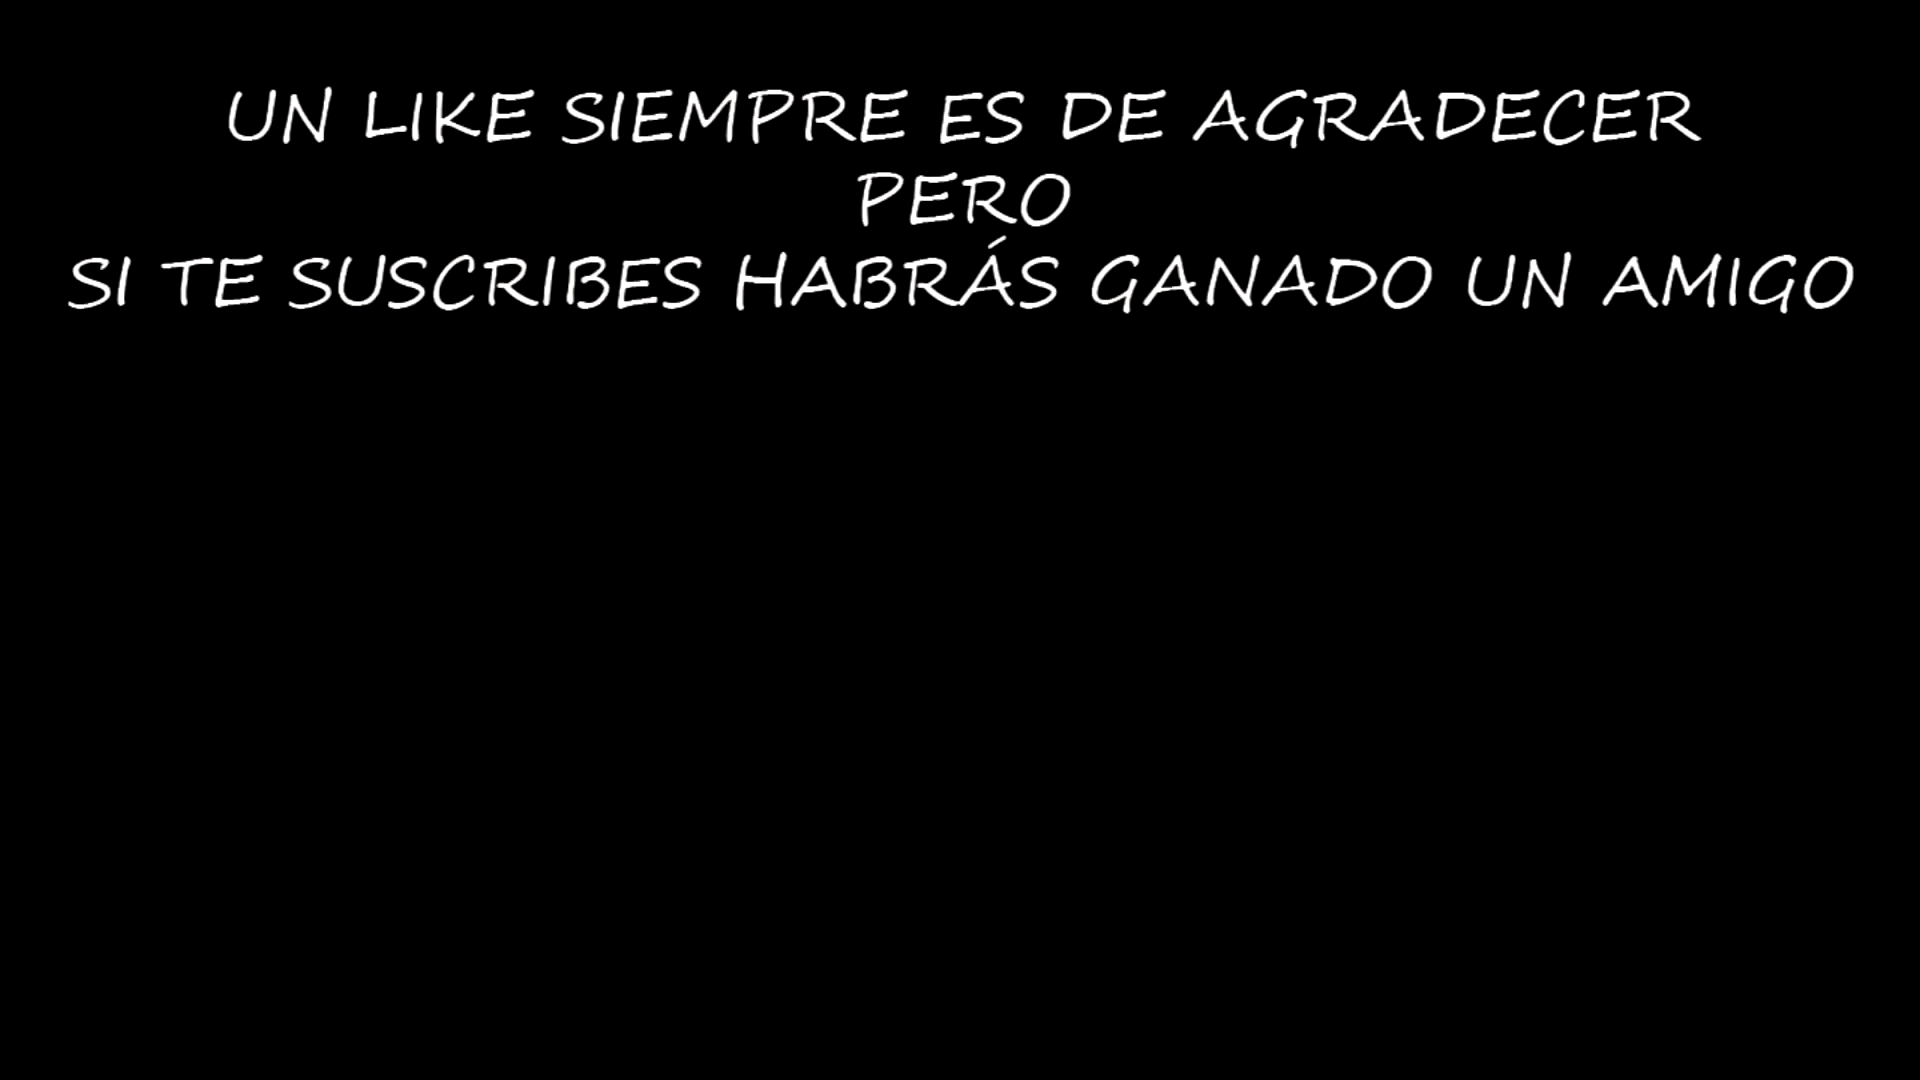 UN LIKE SIEMPRE ES DE AGRADECER
PERO
SI TE SUSCRIBES HABRÁS GANADO UN AMIGO